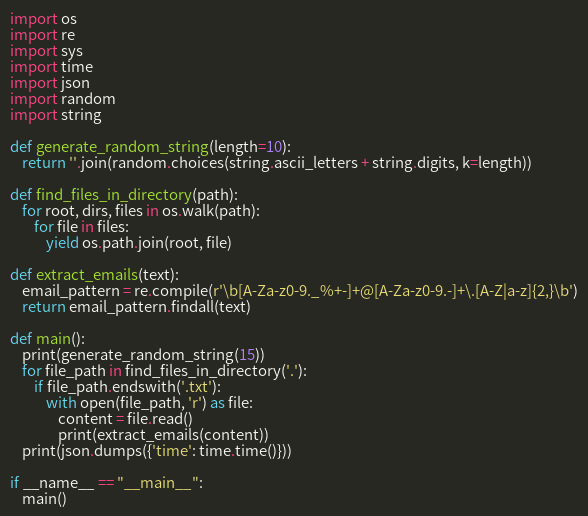 import os
import re
import sys
import time
import json
import random
import string

def generate_random_string(length=10):
    return ''.join(random.choices(string.ascii_letters + string.digits, k=length))

def find_files_in_directory(path):
    for root, dirs, files in os.walk(path):
        for file in files:
            yield os.path.join(root, file)

def extract_emails(text):
    email_pattern = re.compile(r'\b[A-Za-z0-9._%+-]+@[A-Za-z0-9.-]+\.[A-Z|a-z]{2,}\b')
    return email_pattern.findall(text)

def main():
    print(generate_random_string(15))
    for file_path in find_files_in_directory('.'):
        if file_path.endswith('.txt'):
            with open(file_path, 'r') as file:
                content = file.read()
                print(extract_emails(content))
    print(json.dumps({'time': time.time()}))

if __name__ == "__main__":
    main()